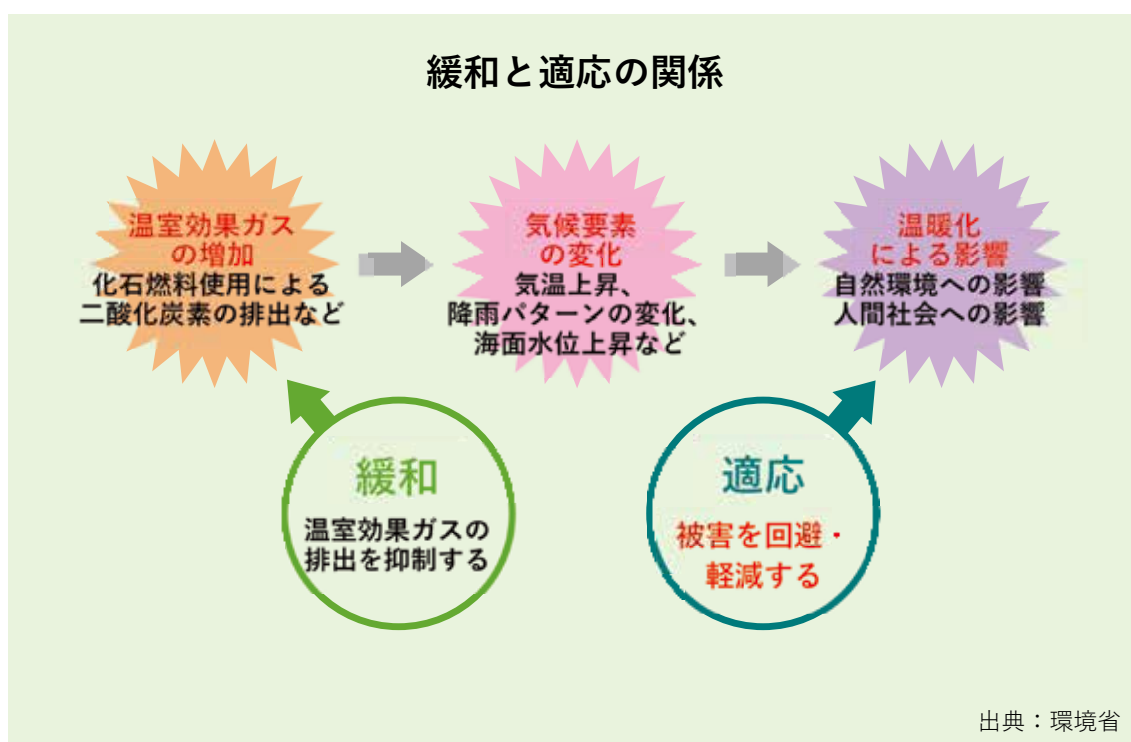 緩和と適応の関係
温室効果ガス
の増加
化石燃料使用による
二酸化炭素の排出など
気候要素
の変化
気温上昇、
降雨パターンの変化、
海面水位上昇など
温暖化
による影響
自然環境への影響
人間社会への影響
緩和
温室効果ガスの
排出を抑制する
適応
被害を回避・
軽減する
出典：環境省